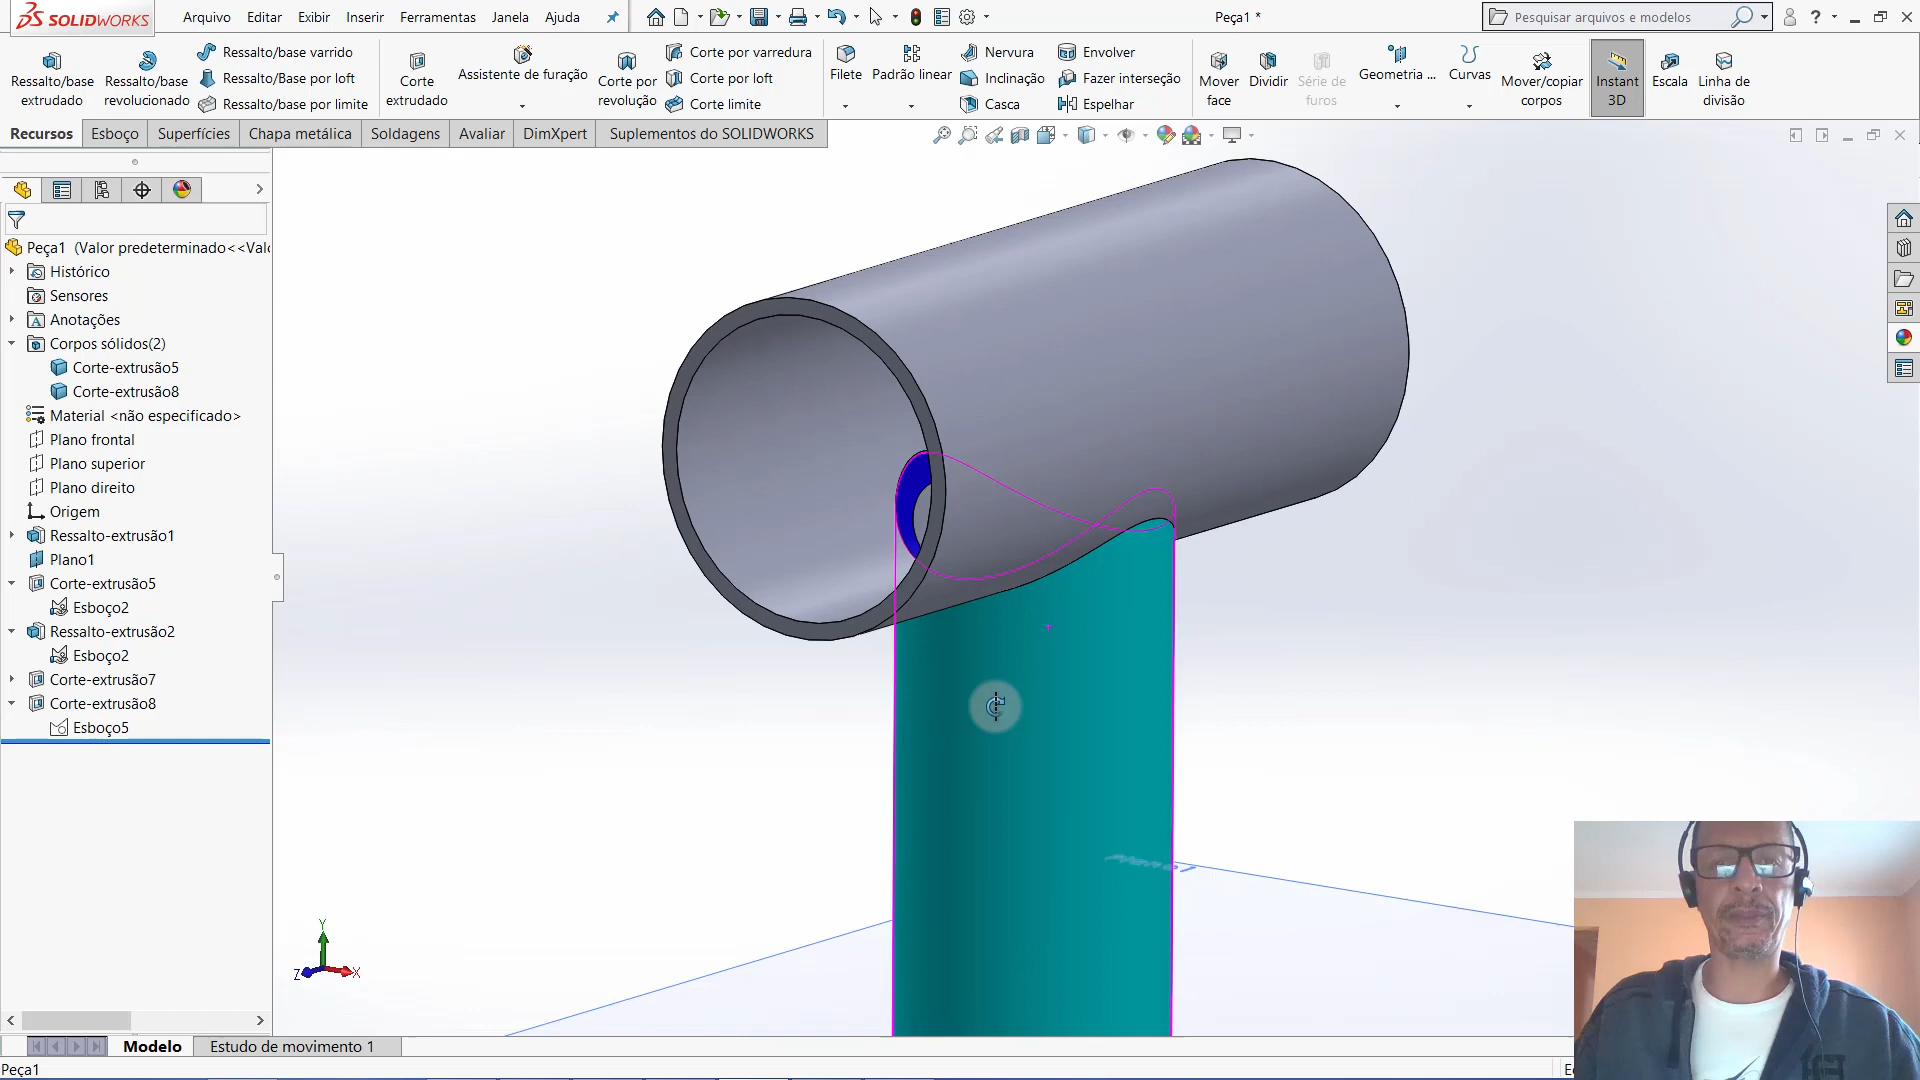 SOLIDWORKS
Arquivo Editar Exibir Inserir Ferramentas Janela Ajuda
Peça1 *
Pesquisar arquivos e modelos
Ressalto/base extrudado
Ressalto/base revolucionado
Ressalto/base varrido
Ressalto/Base por loft
Ressalto/base por limite
Corte extrudado
Assistente de furação
Corte por revolução
Corte por varredura
Corte por loft
Corte limite
Filete
Padrão linear
Nervura
Inclinação
Casca
Envolver
Fazer interseção
Espelhar
Mover face
Dividir
Série de furos
Geometria ...
Curvas
Mover/copiar corpos
Instant 3D
Escala
Linha de divisão
Recursos Esboço Superfícies Chapa metálica Soldagens Avaliar DimXpert Suplementos do SOLIDWORKS
Peça1 (Valor predeterminado<<Val
Histórico
Sensores
Anotações
Corpos sólidos(2)
Corte-extrusão5
Corte-extrusão8
Material <não especificado>
Plano frontal
Plano superior
Plano direito
Origem
Ressalto-extrusão1
Plano1
Corte-extrusão5
Esboço2
Ressalto-extrusão2
Esboço2
Corte-extrusão7
Corte-extrusão8
Esboço5
Y
Z X
Modelo Estudo de movimento 1
Peça1